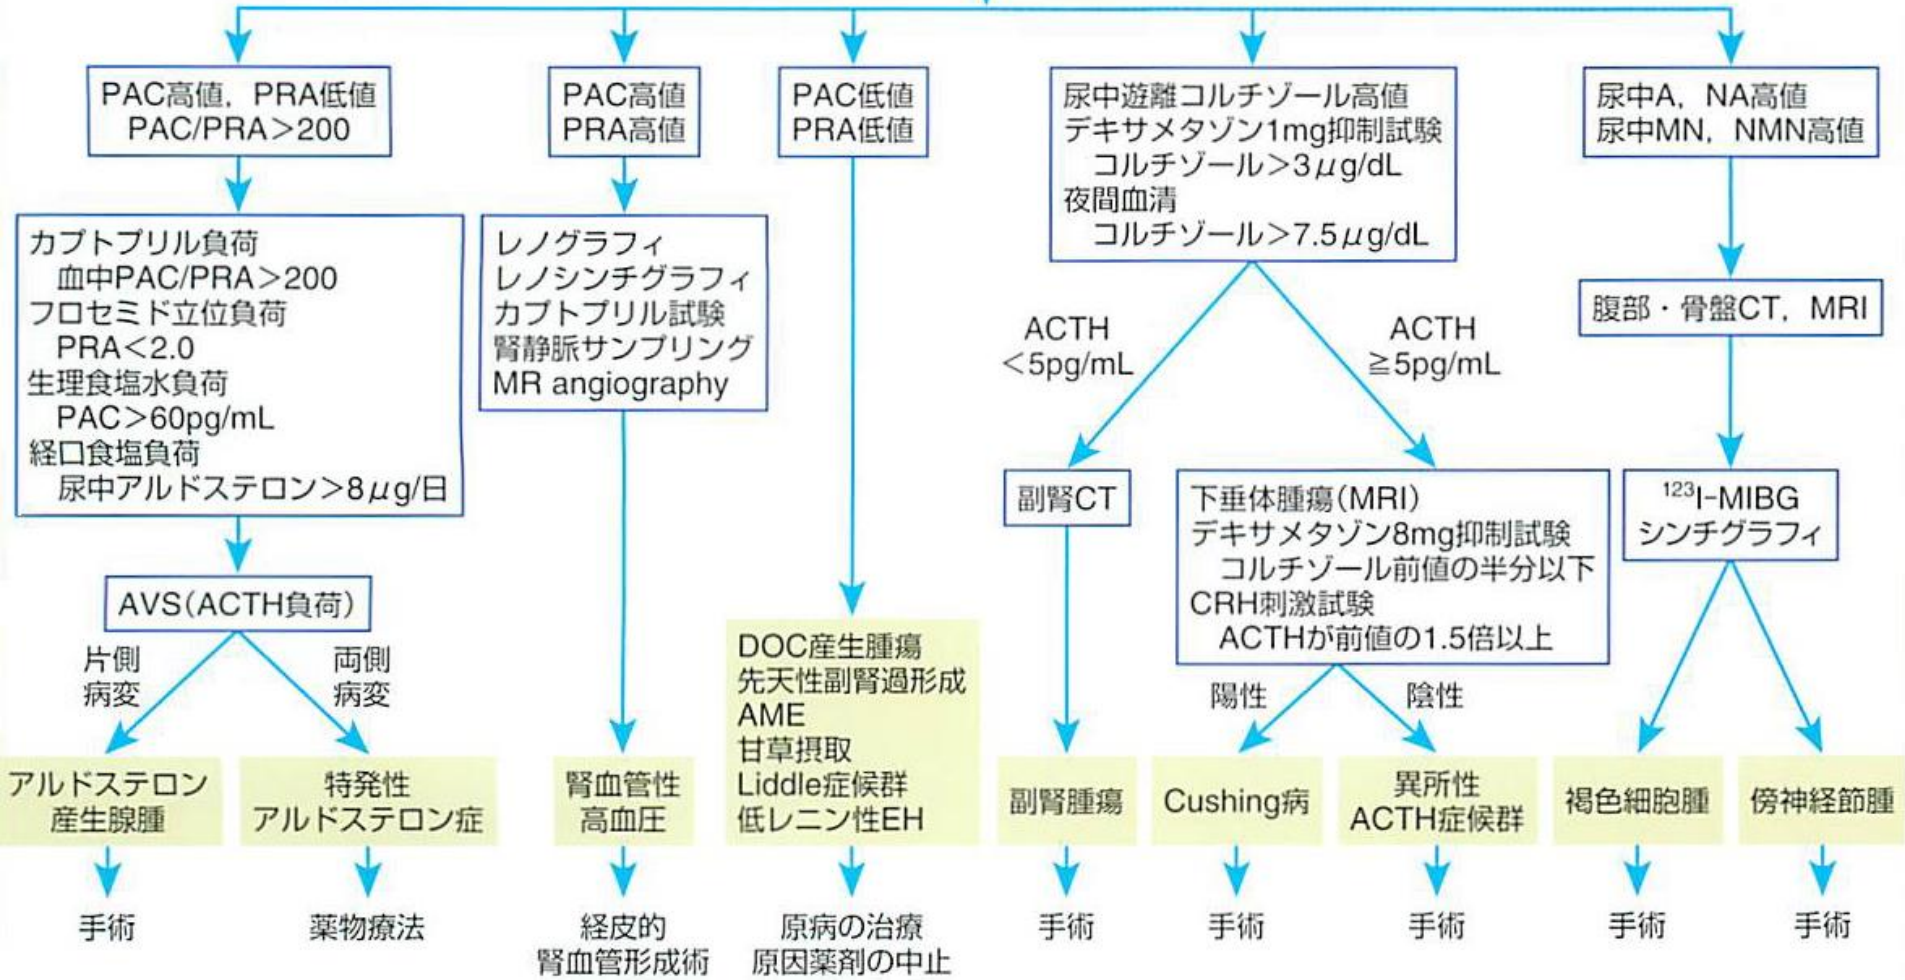 PAC高値，PRA低値
PAC/PRA＞200
カプトプリル負荷
血中PAC/PRA＞200
フロセミド立位負荷
PRA＜2.0
生理食塩水負荷
PAC＞60pg/mL
経口食塩負荷
尿中アルドステロン＞8μg/日
AVS（ACTH負荷）
片側
病変
両側
病変
アルドステロン
産生腺腫
手術
特発性
アルドステロン症
薬物療法
PAC高値
PRA高値
レノグラフィ
レノシンチグラフィ
カプトプリル試験
腎静脈サンプリング
MR angiography
腎血管性
高血圧
経皮的
腎血管形成術
PAC低値
PRA低値
DOC産生腫瘍
先天性副腎過形成
AME
甘草摂取
Liddle症候群
低レニン性EH
原病の治療
原因薬剤の中止
尿中遊離コルチゾール高値
デキサメタゾン1mg抑制試験
コルチゾール＞3μg/dL
夜間血清
コルチゾール＞7.5μg/dL
ACTH
＜5pg/mL
ACTH
≧5pg/mL
副腎CT
副腎腫瘍
手術
下垂体腫瘍（MRI）
デキサメタゾン8mg抑制試験
コルチゾール前値の半分以下
CRH刺激試験
ACTHが前値の1.5倍以上
陽性
陰性
Cushing病
手術
異所性
ACTH症候群
手術
尿中A，NA高値
尿中MN，NMN高値
腹部・骨盤CT，MRI
¹²³I-MIBG
シンチグラフィ
褐色細胞腫
手術
傍神経節腫
手術